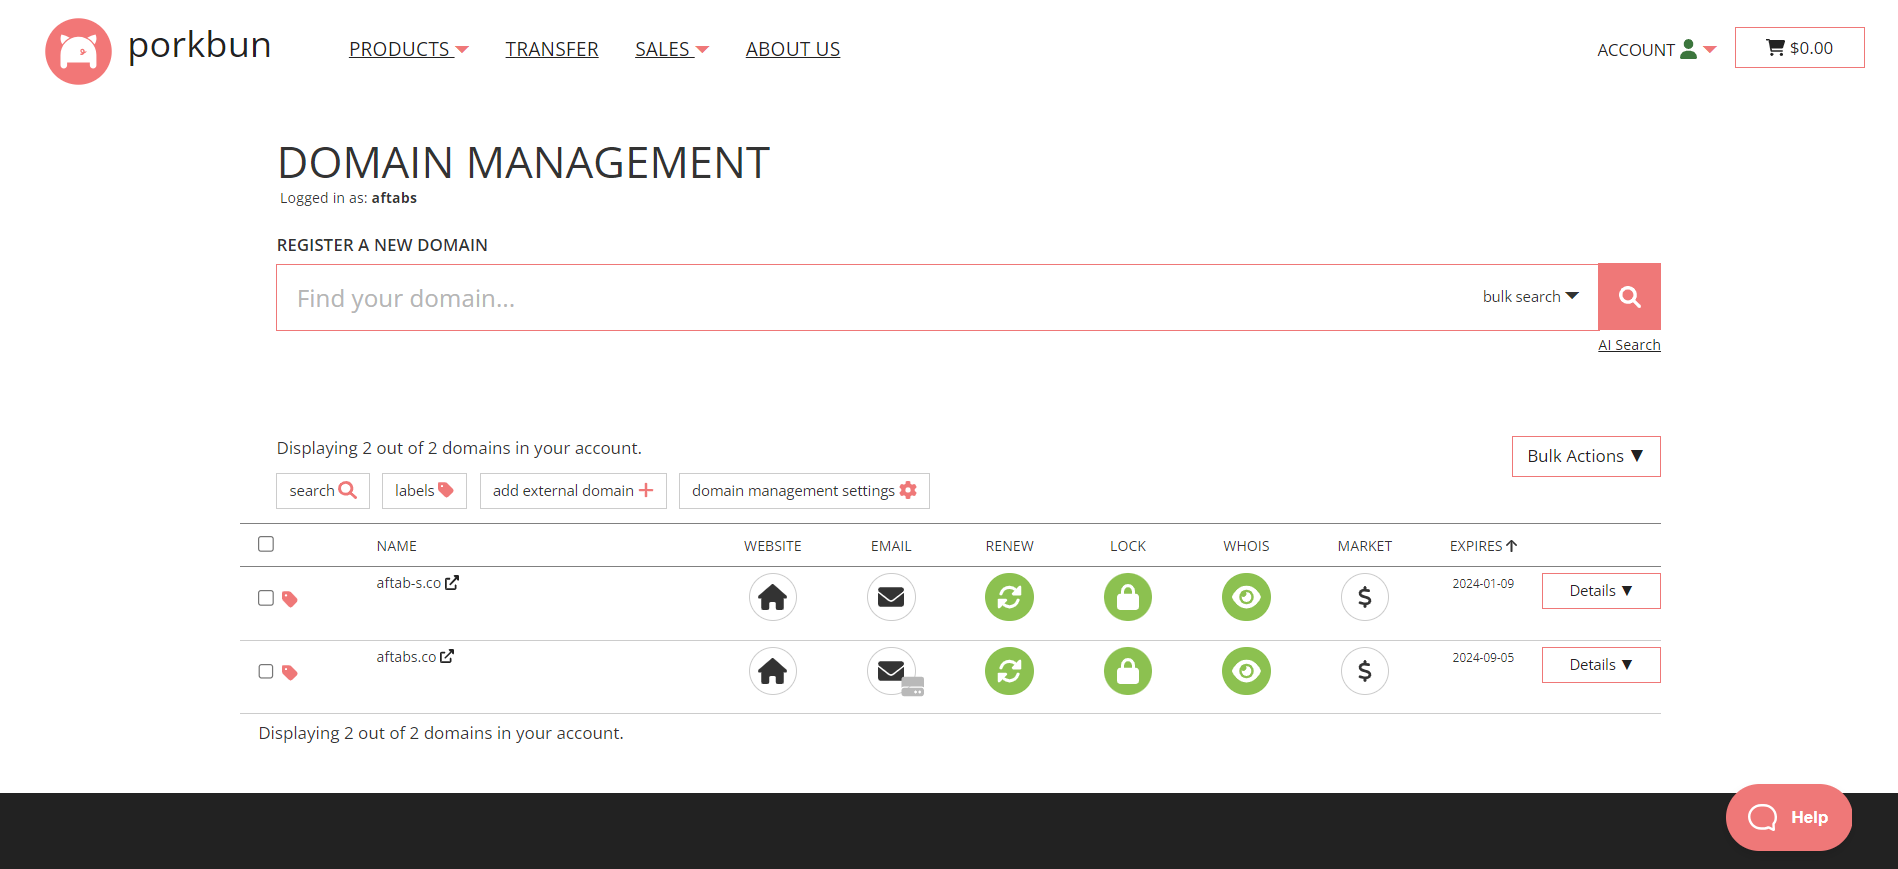 porkbun
PRODUCTS TRANSFER SALES ABOUT US
ACCOUNT $0.00
DOMAIN MANAGEMENT
Logged in as: aftabs
REGISTER A NEW DOMAIN
Find your domain... bulk search
AI Search
Displaying 2 out of 2 domains in your account.
Bulk Actions ▼
search labels add external domain domain management settings
NAME WEBSITE EMAIL RENEW LOCK WHOIS MARKET EXPIRES
aftab-s.co $ 2024-01-09 Details ▼
aftabs.co $ 2024-09-05 Details ▼
Displaying 2 out of 2 domains in your account.
Help